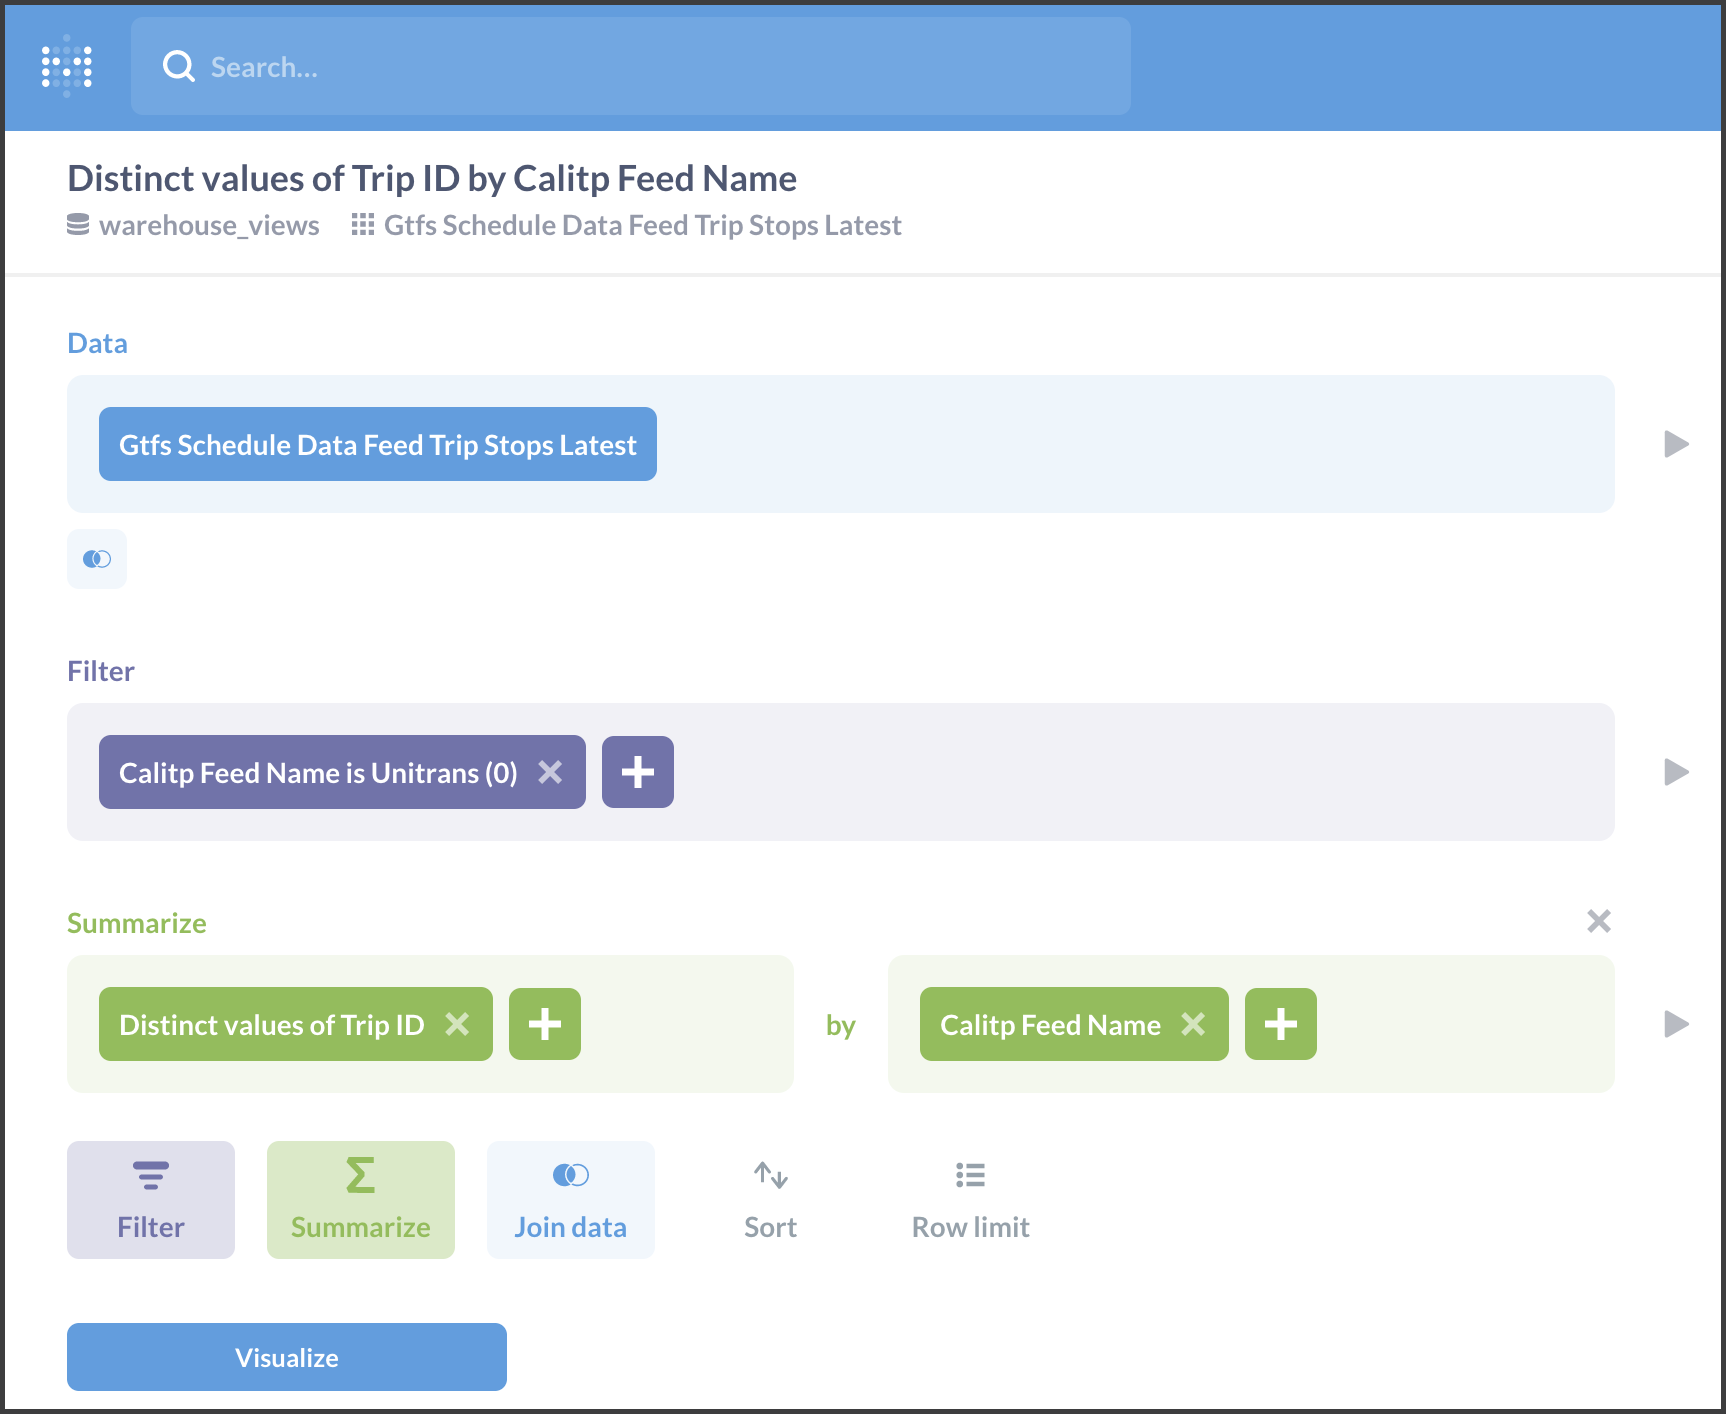 Search...
Distinct values of Trip ID by Calitp Feed Name
warehouse_views Gtfs Schedule Data Feed Trip Stops Latest
Data
Gtfs Schedule Data Feed Trip Stops Latest
Filter
Calitp Feed Name is Unitrans (0)
Summarize
Distinct values of Trip ID by Calitp Feed Name
Filter Summarize Join data Sort Row limit
Visualize